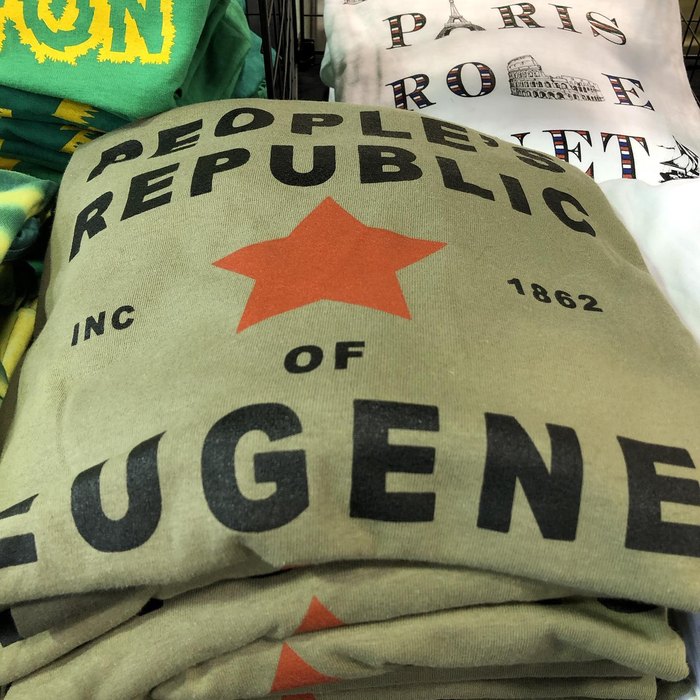 PARIS
RO E
PEOPLE'S
REPUBLIC
INC
1862
OF
EUGENE